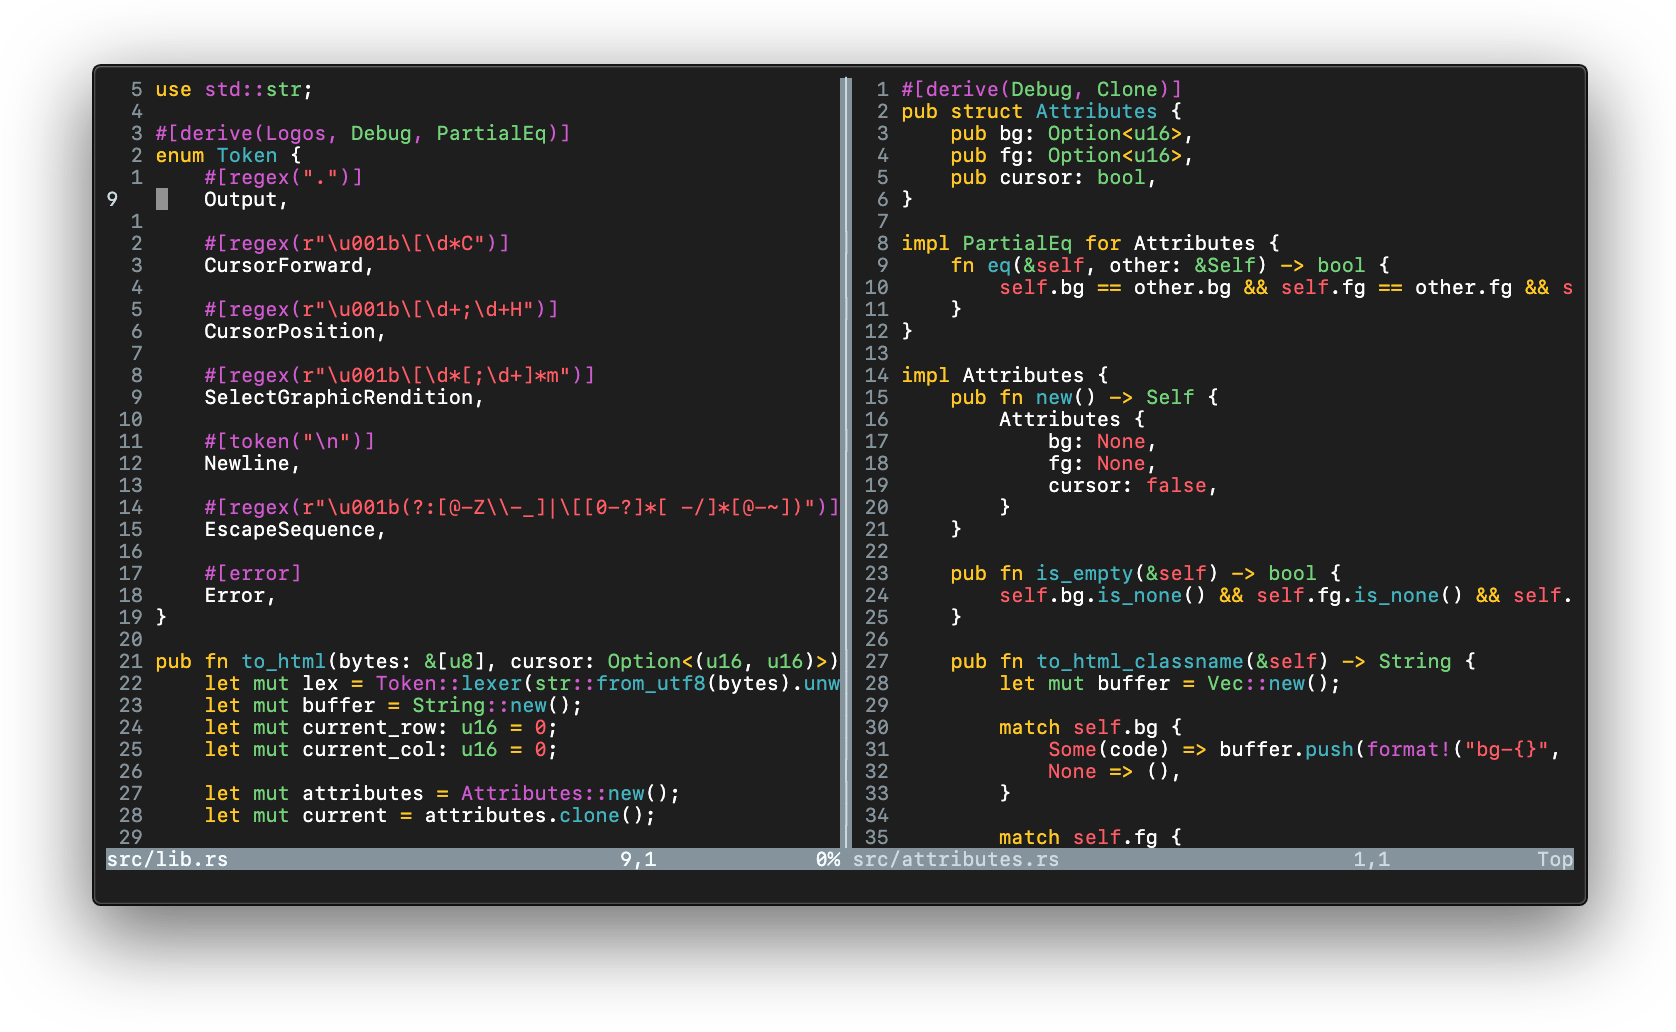 5 use std::str;
4
3 #[derive(Logos, Debug, PartialEq)]
2 enum Token {
1     #[regex(".")]
9     Output,
1
2     #[regex(r"\u001b\[\d*C")]
3     CursorForward,
4
5     #[regex(r"\u001b\[\d+;\d+H")]
6     CursorPosition,
7
8     #[regex(r"\u001b\[\d*[;\d+]*m")]
9     SelectGraphicRendition,
10
11     #[token("\n")]
12     Newline,
13
14     #[regex(r"\u001b(?:[@-Z\\-_]|\[[0-?]*[ -/]*[@-~])")]
15     EscapeSequence,
16
17     #[error]
18     Error,
19 }
20
21 pub fn to_html(bytes: &[u8], cursor: Option<(u16, u16)>)
22     let mut lex = Token::lexer(str::from_utf8(bytes).unw
23     let mut buffer = String::new();
24     let mut current_row: u16 = 0;
25     let mut current_col: u16 = 0;
26
27     let mut attributes = Attributes::new();
28     let mut current = attributes.clone();
29
src/lib.rs 9,1 0%
1 #[derive(Debug, Clone)]
2 pub struct Attributes {
3     pub bg: Option<u16>,
4     pub fg: Option<u16>,
5     pub cursor: bool,
6 }
7
8 impl PartialEq for Attributes {
9     fn eq(&self, other: &Self) -> bool {
10         self.bg == other.bg && self.fg == other.fg && s
11     }
12 }
13
14 impl Attributes {
15     pub fn new() -> Self {
16         Attributes {
17             bg: None,
18             fg: None,
19             cursor: false,
20         }
21     }
22
23     pub fn is_empty(&self) -> bool {
24         self.bg.is_none() && self.fg.is_none() && self.
25     }
26
27     pub fn to_html_classname(&self) -> String {
28         let mut buffer = Vec::new();
29
30         match self.bg {
31             Some(code) => buffer.push(format!("bg-{}",
32             None => (),
33         }
34
35         match self.fg {
src/attributes.rs 1,1 Top